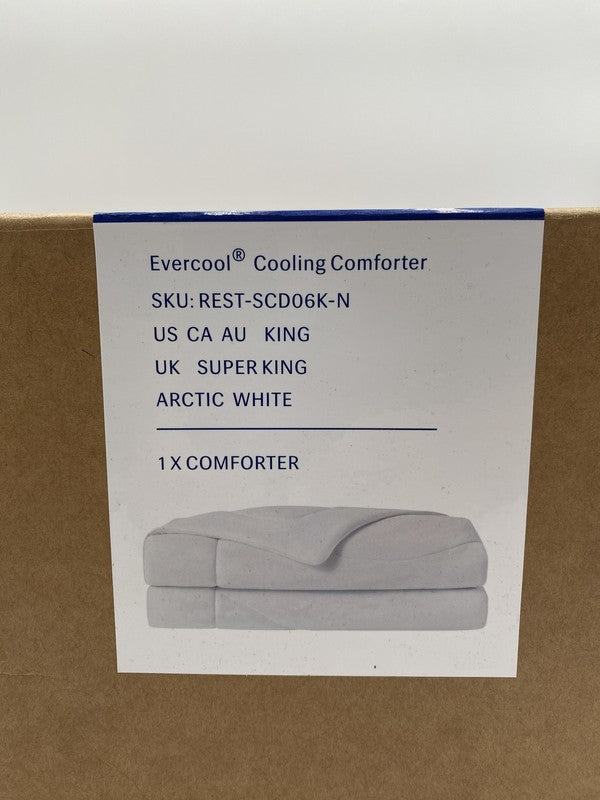 Evercool® Cooling Comforter
SKU: REST-SCD06K-N
US CA AU KING
UK SUPER KING
ARCTIC WHITE
1 X COMFORTER